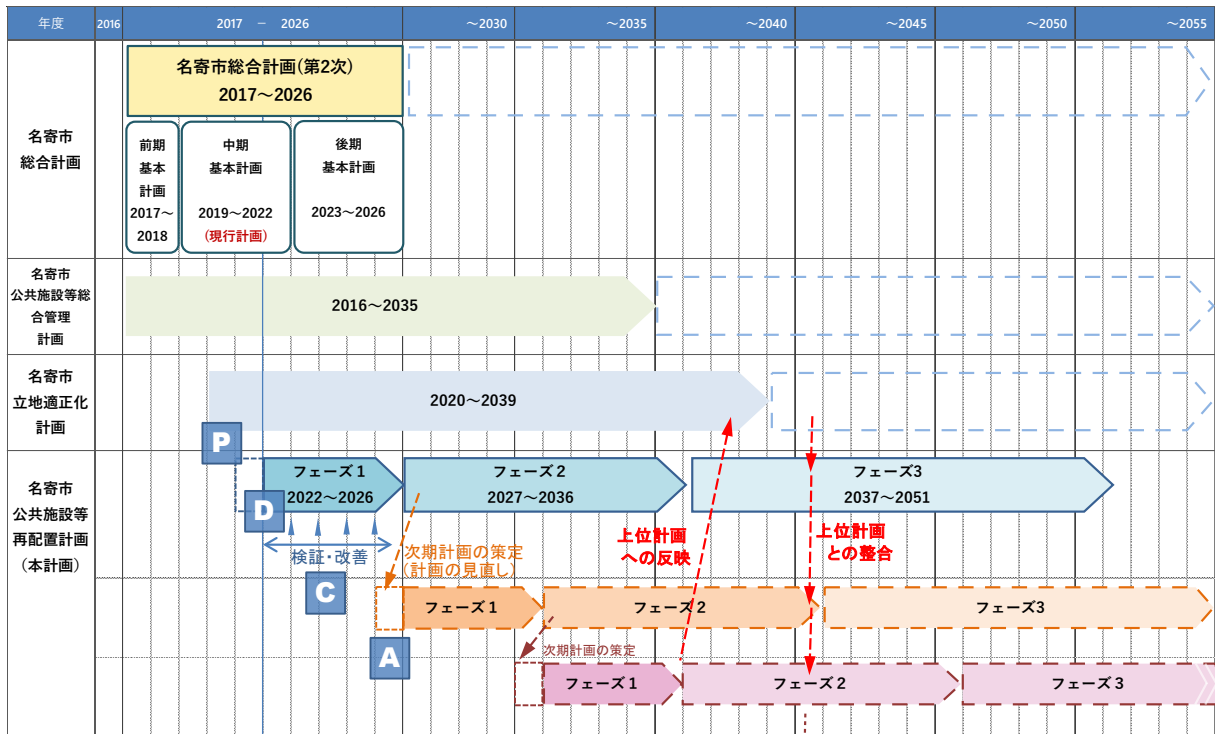 年度 2016 2017 － 2026 ～2030 ～2035 ～2040 ～2045 ～2050 ～2055
名寄市
総合計画
名寄市総合計画(第2次)
2017～2026
前期
基本
計画
2017～
2018
中期
基本計画
2019～2022
(現行計画)
後期
基本計画
2023～2026
名寄市
公共施設等総
合管理
計画
2016～2035
名寄市
立地適正化
計画
2020～2039
P
名寄市
公共施設等
再配置計画
（本計画）
フェーズ１
2022～2026
フェーズ２
2027～2036
フェーズ3
2037～2051
D
検証・改善
C
次期計画の策定
(計画の見直し)
上位計画
への反映
上位計画
との整合
フェーズ１
フェーズ２
フェーズ3
A
次期計画の策定
フェーズ１
フェーズ２
フェーズ３